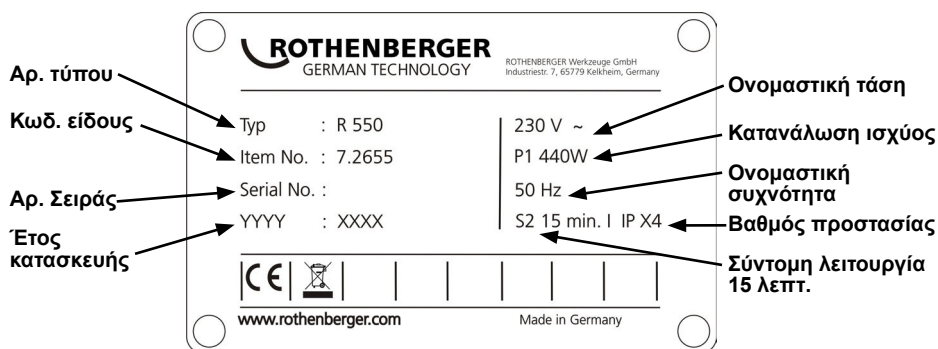 ROTHENBERGER
GERMAN TECHNOLOGY
ROTHENBERGER Werkzeuge GmbH
Industriestr. 7, 65779 Kelkheim, Germany
Αρ. τύπου
Κωδ. είδους
Αρ. Σειράς
Έτος
κατασκευής
Typ : R 550
Item No. : 7.2655
Serial No. :
YYYY : XXXX
230 V ~
P1 440W
50 Hz
S2 15 min. I IP X4
Ονομαστική τάση
Κατανάλωση ισχύος
Ονομαστική
συχνότητα
Βαθμός προστασίας
Σύντομη λειτουργία
15 λεπτ.
CE
www.rothenberger.com
Made in Germany